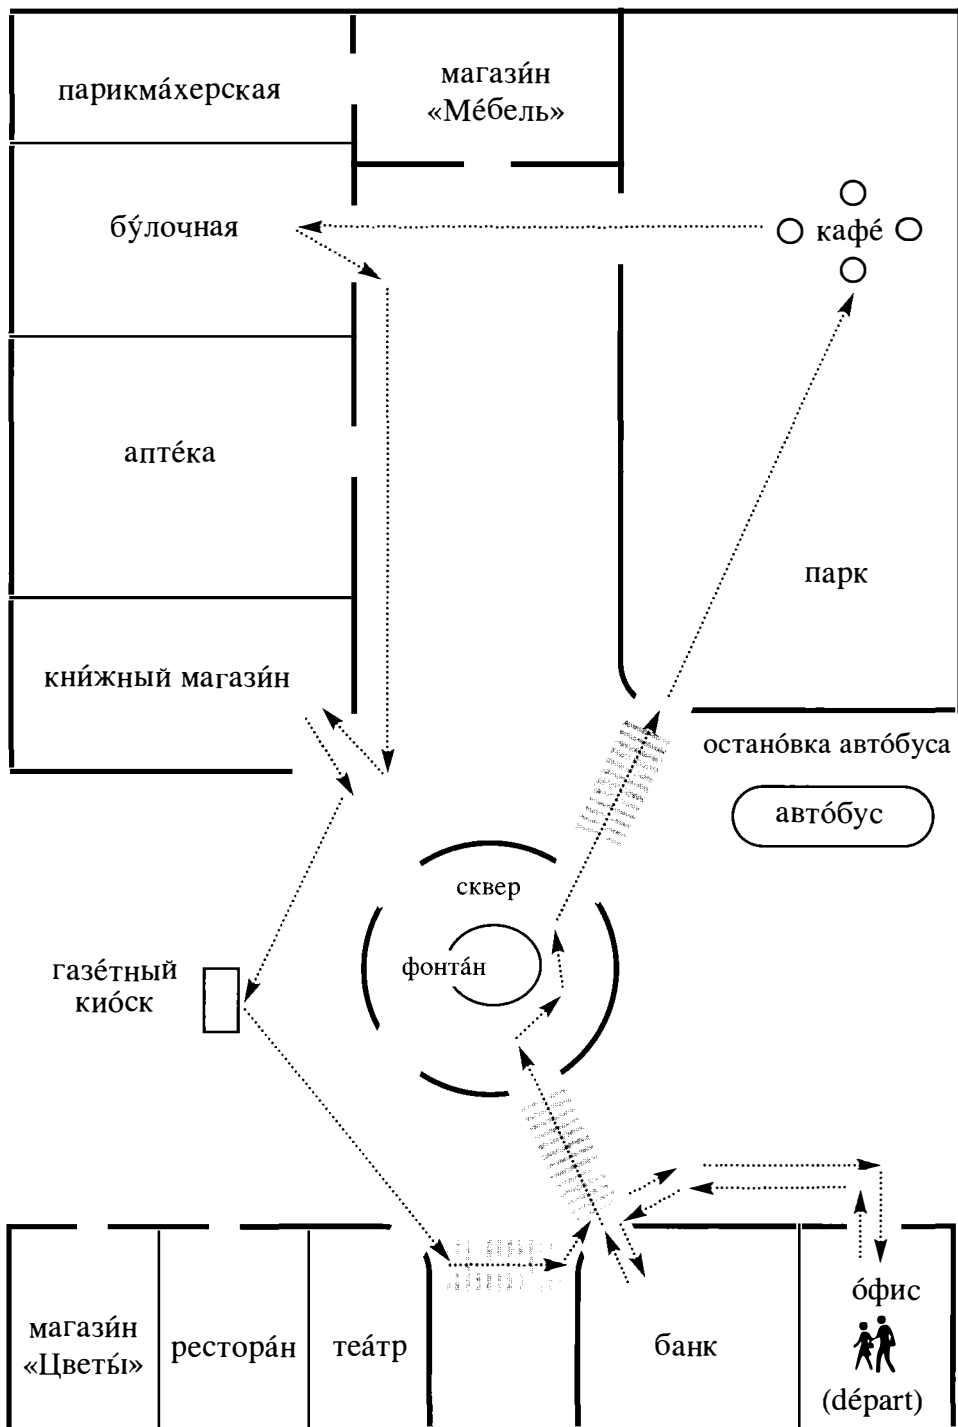 парикма́херская
магази́н
«Ме́бель»
бу́лочная
кафе́
апте́ка
парк
кни́жный магази́н
остано́вка авто́буса
авто́бус
сквер
фонта́н
газе́тный
кио́ск
о́фис
(départ)
магази́н
«Цветы́»
рестора́н
теа́тр
банк